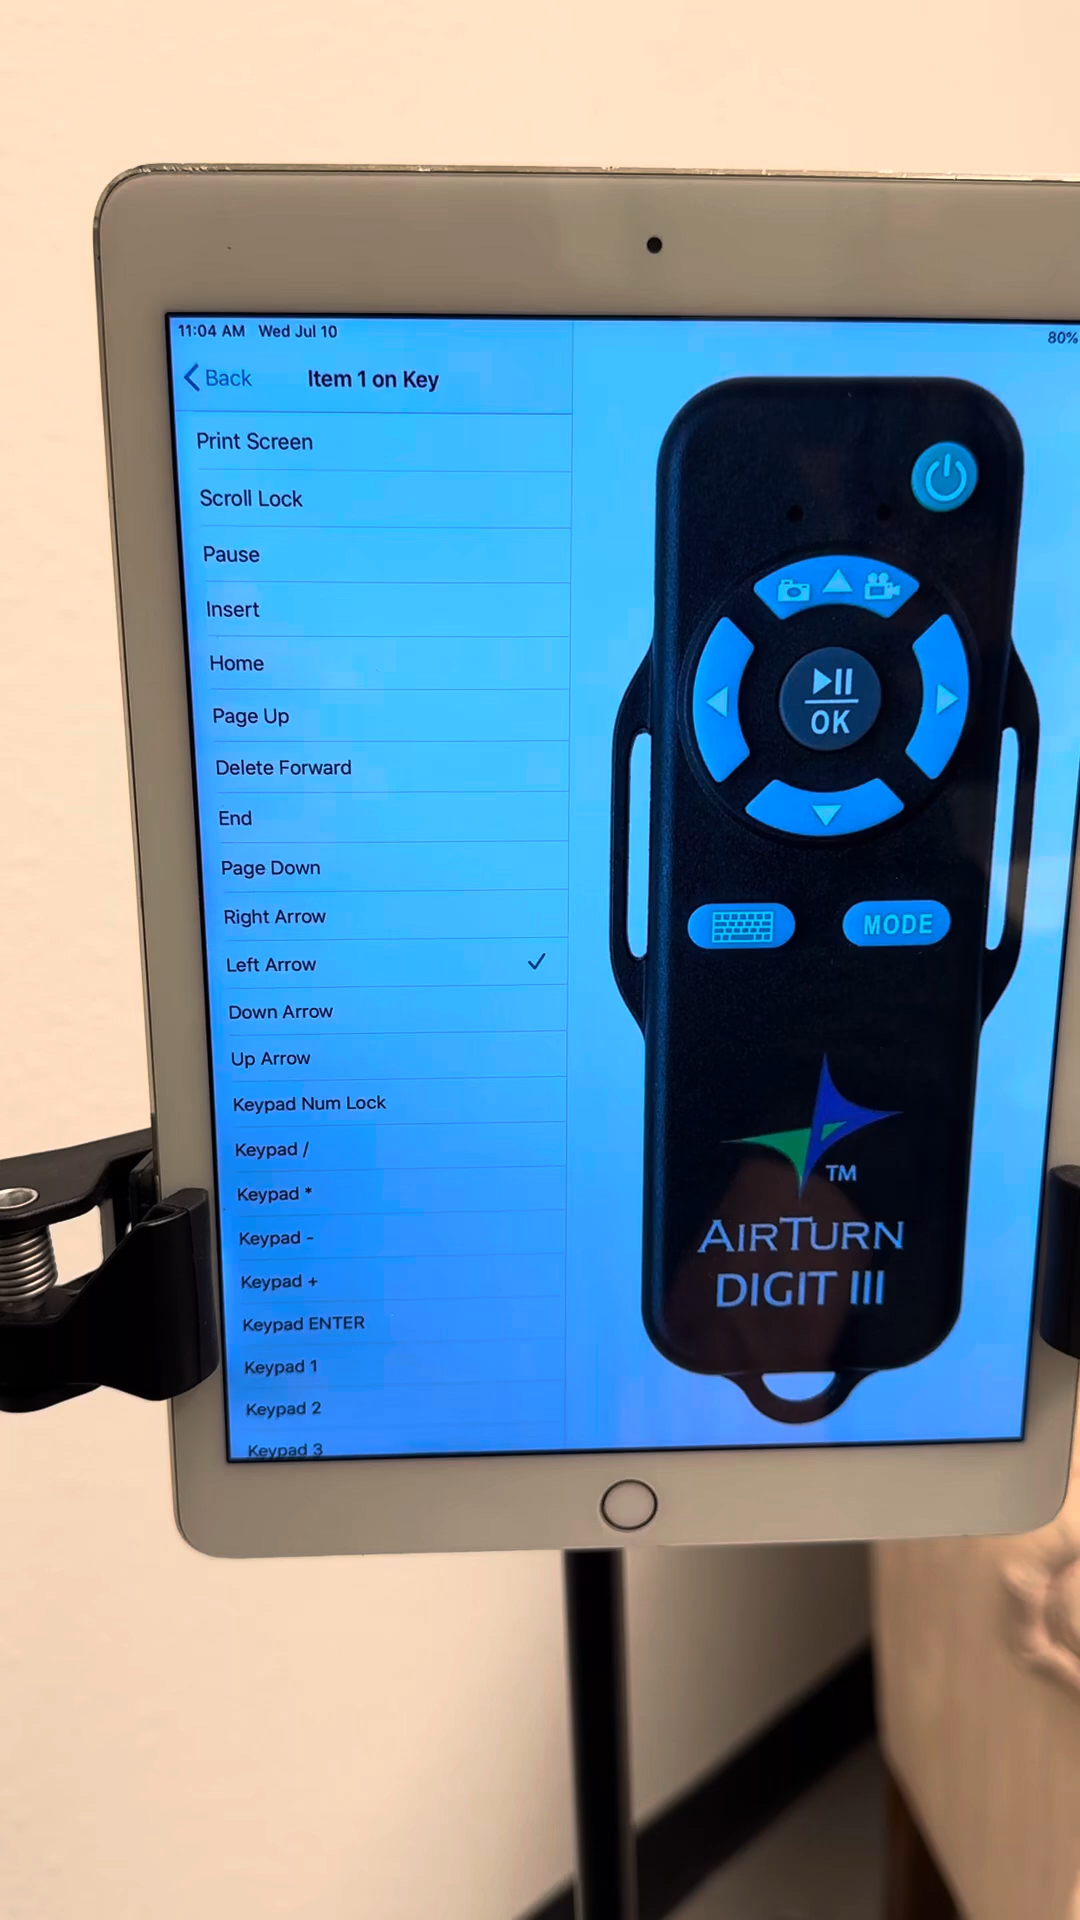 11:04 AM Wed Jul 10
80%
Back
Item 1 on Key
Print Screen
Scroll Lock
Pause
Insert
Home
Page Up
Delete Forward
End
Page Down
Right Arrow
Left Arrow
Down Arrow
Up Arrow
Keypad Num Lock
Keypad /
Keypad *
Keypad -
Keypad +
Keypad ENTER
Keypad 1
Keypad 2
Keypad 3
OK
MODE
TM
AIRTURN
DIGIT III